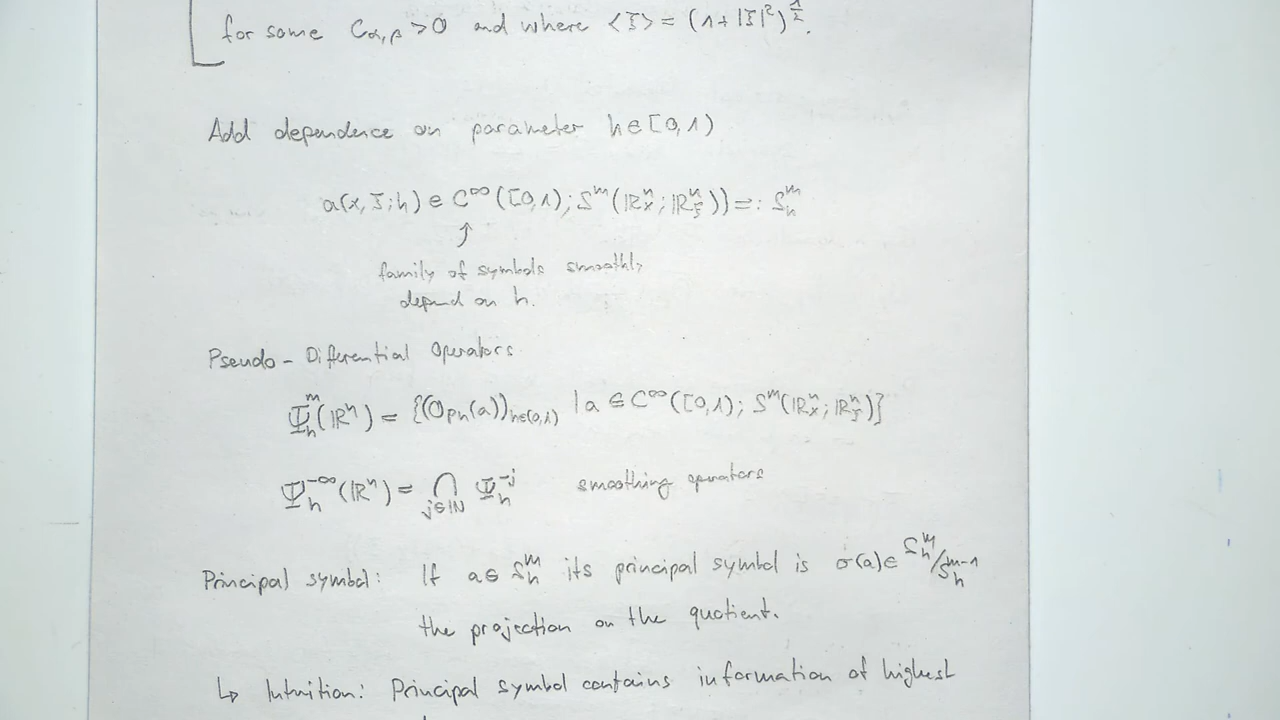 for some C_{α,β} > 0 and where <ξ> = (1+|ξ|²)^{1/2}.
Add dependence on parameter h∈[0,1)
a(x,ξ;h) ∈ C^∞([0,1); S^m(ℝ^n_x; ℝ^n_ξ)) =: S^m_h
↑
family of symbols smoothly
depend on h.
Pseudo-Diferential Operators
Ψ^m_h(ℝ^n) = {(Op_h(a))_{h∈(0,1)} | a ∈ C^∞([0,1); S^m(ℝ^n_x; ℝ^n_ξ)}
Ψ^{-∞}_h(ℝ^n) = ⋂_{j∈ℕ} Ψ^{-j}_h smoothing operators
Principal symbol: If a∈ S^m_h its principal symbol is σ(a)∈ S^m_h/S^{m-1}_h
the projection on the quotient.
↳ Intuition: Principal symbol contains information of highest